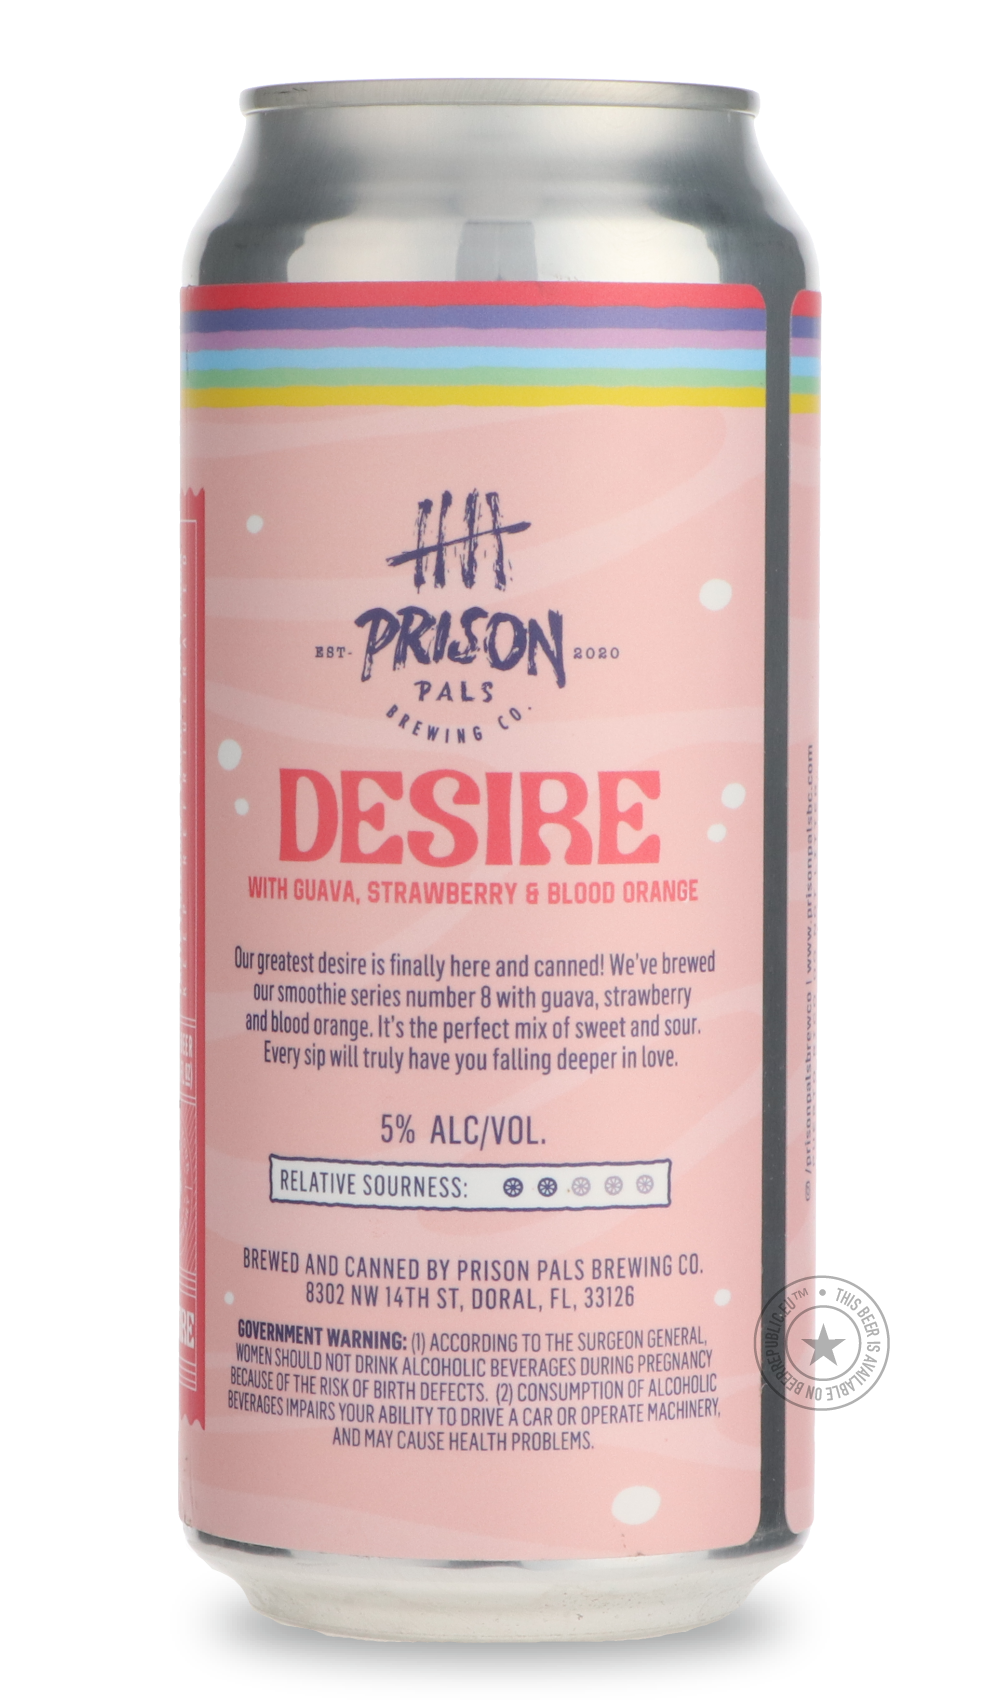 EST- PRISON 2020
PALS
BREWING CO.
DESIRE
WITH GUAVA, STRAWBERRY & BLOOD ORANGE
Our greatest desire is finally here and canned! We've brewed
our smoothie series number 8 with guava, strawberry
and blood orange. It's the perfect mix of sweet and sour.
Every sip will truly have you falling deeper in love.
5% ALC/VOL.
RELATIVE SOURNESS:
BREWED AND CANNED BY PRISON PALS BREWING CO.
8302 NW 14TH ST, DORAL, FL, 33126
GOVERNMENT WARNING: (1) ACCORDING TO THE SURGEON GENERAL,
WOMEN SHOULD NOT DRINK ALCOHOLIC BEVERAGES DURING PREGNANCY
BECAUSE OF THE RISK OF BIRTH DEFECTS. (2) CONSUMPTION OF ALCOHOLIC
BEVERAGES IMPAIRS YOUR ABILITY TO DRIVE A CAR OR OPERATE MACHINERY,
AND MAY CAUSE HEALTH PROBLEMS.
/prisonpalsbrewco | www.prisonpalsbc.com
THIS BEER IS AVAILABLE ON BEERREPUBLIC.EU™